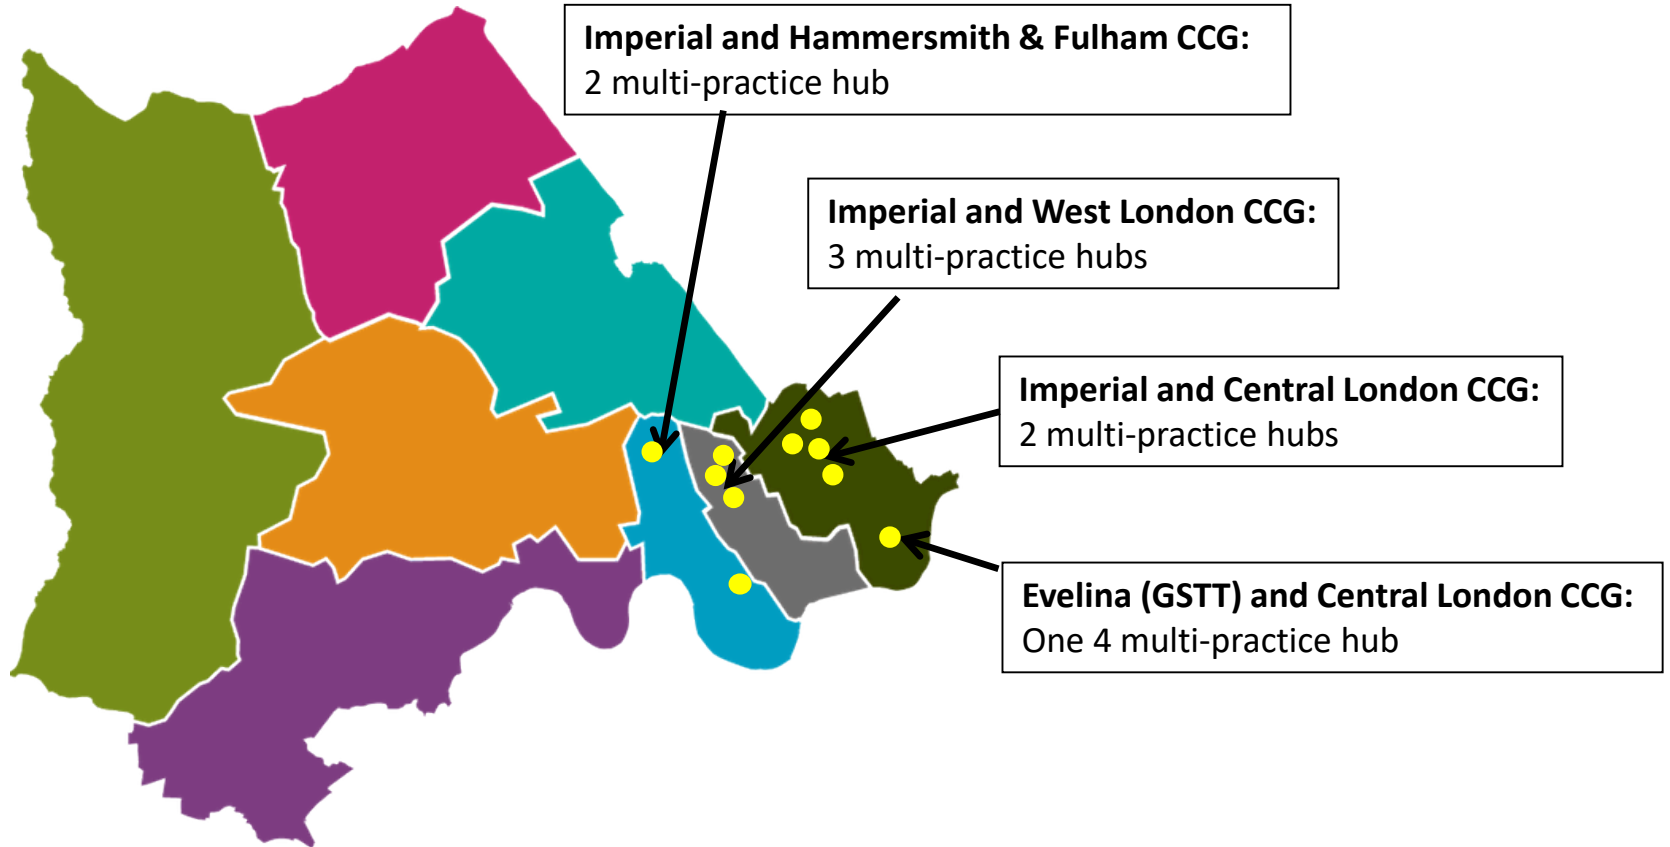 Imperial and Hammersmith & Fulham CCG:
2 multi-practice hub
Imperial and West London CCG:
3 multi-practice hubs
Imperial and Central London CCG:
2 multi-practice hubs
Evelina (GSTT) and Central London CCG:
One 4 multi-practice hub